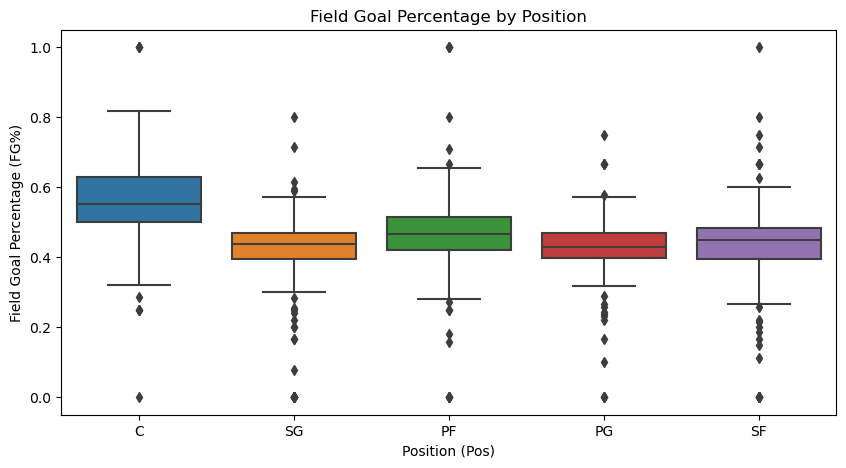 Field Goal Percentage by Position
Field Goal Percentage (FG%)
1.0
0.8
0.6
0.4
0.2
0.0
C SG PF PG SF
Position (Pos)